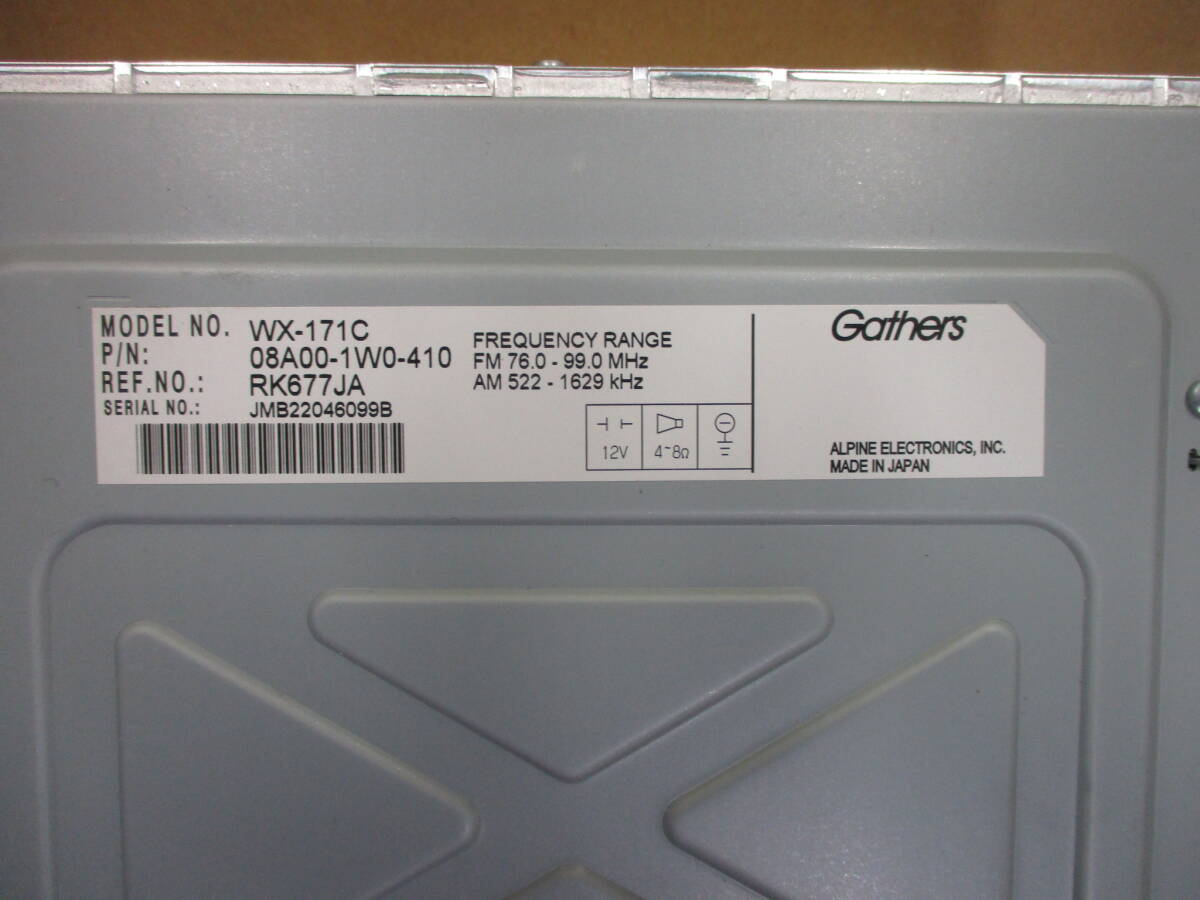 MODEL NO. WX-171C
P/N: 08A00-1W0-410
REF.NO.: RK677JA
SERIAL NO.: JMB22046099B
FREQUENCY RANGE
FM 76.0 - 99.0 MHz
AM 522 - 1629 kHz
12V 4~8Ω
Gathers
ALPINE ELECTRONICS, INC.
MADE IN JAPAN